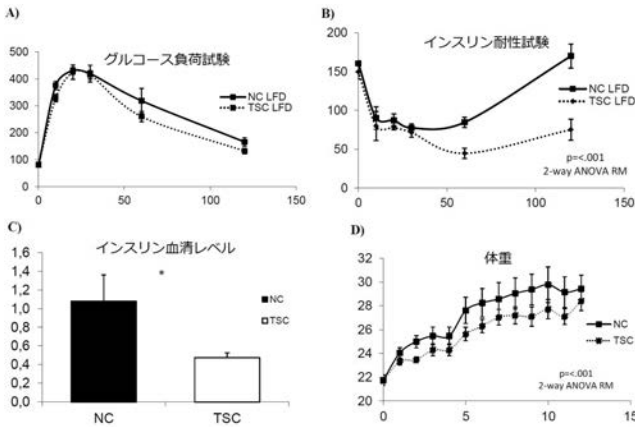 A)
グルコース負荷試験
500
400
300
200
100
0
NC LFD
TSC LFD
0 50 100 150
B)
インスリン耐性試験
200
150
100
50
0
NC LFD
TSC LFD
p=<.001
2-way ANOVA RM
0 50 100 150
C)
インスリン血清レベル
1,6
1,4
1,2
1,0
0,8
0,6
0,4
0,2
0,0
*
NC
TSC
NC TSC
D)
体重
32
30
28
26
24
22
20
NC
TSC
p=<.001
2-way ANOVA RM
0 5 10 15